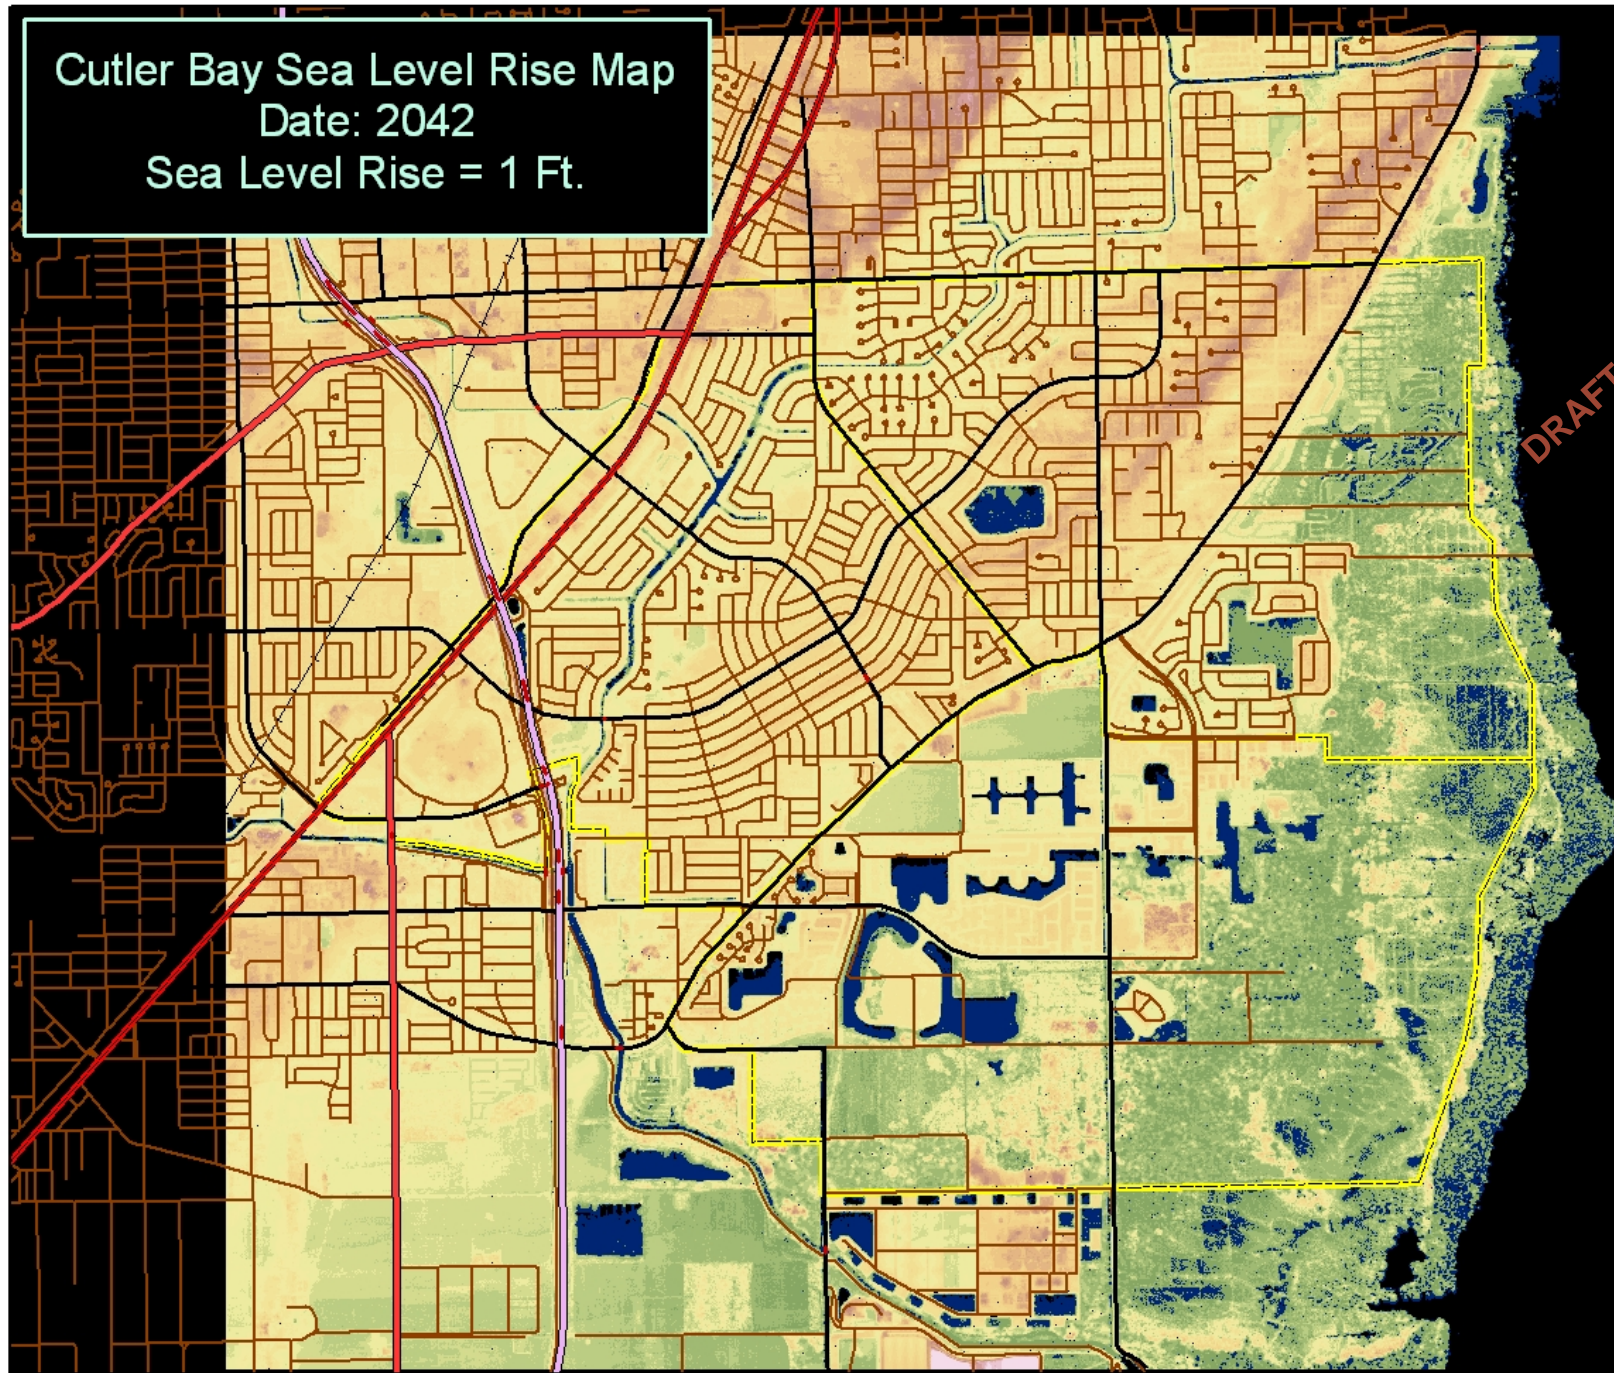 Cutler Bay Sea Level Rise Map
Date: 2042
Sea Level Rise = 1 Ft.
DRAFT